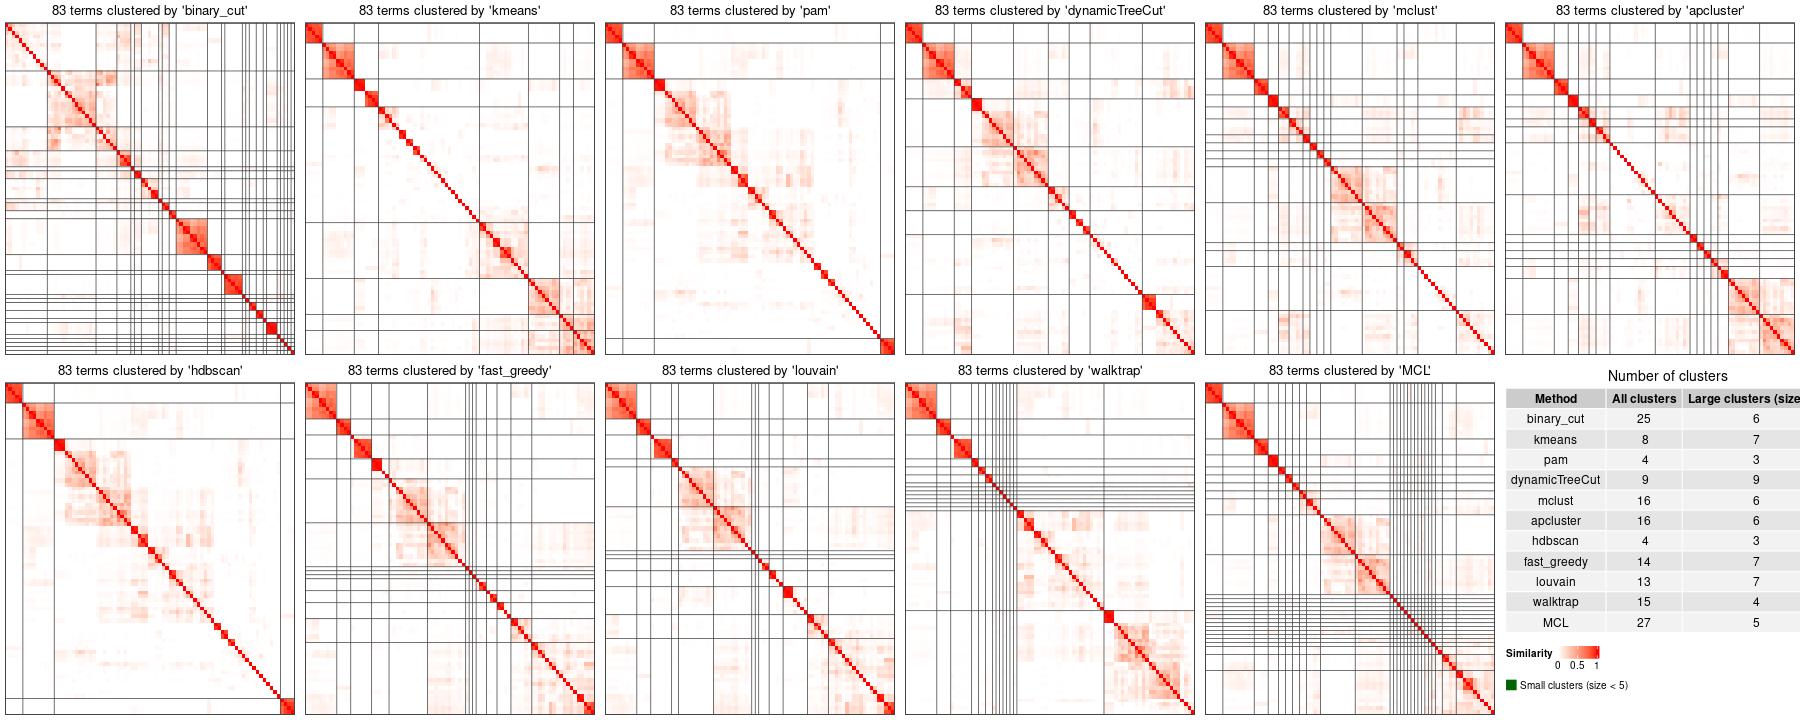 83 terms clustered by 'binary_cut'
83 terms clustered by 'kmeans'
83 terms clustered by 'pam'
83 terms clustered by 'dynamicTreeCut'
83 terms clustered by 'mclust'
83 terms clustered by 'apcluster'
83 terms clustered by 'hdbscan'
83 terms clustered by 'fast_greedy'
83 terms clustered by 'louvain'
83 terms clustered by 'walktrap'
83 terms clustered by 'MCL'
Number of clusters
Method All clusters Large clusters (size
binary_cut 25 6
kmeans 8 7
pam 4 3
dynamicTreeCut 9 9
mclust 16 6
apcluster 16 6
hdbscan 4 3
fast_greedy 14 7
louvain 13 7
walktrap 15 4
MCL 27 5
Similarity
0 0.5 1
Small clusters (size < 5)